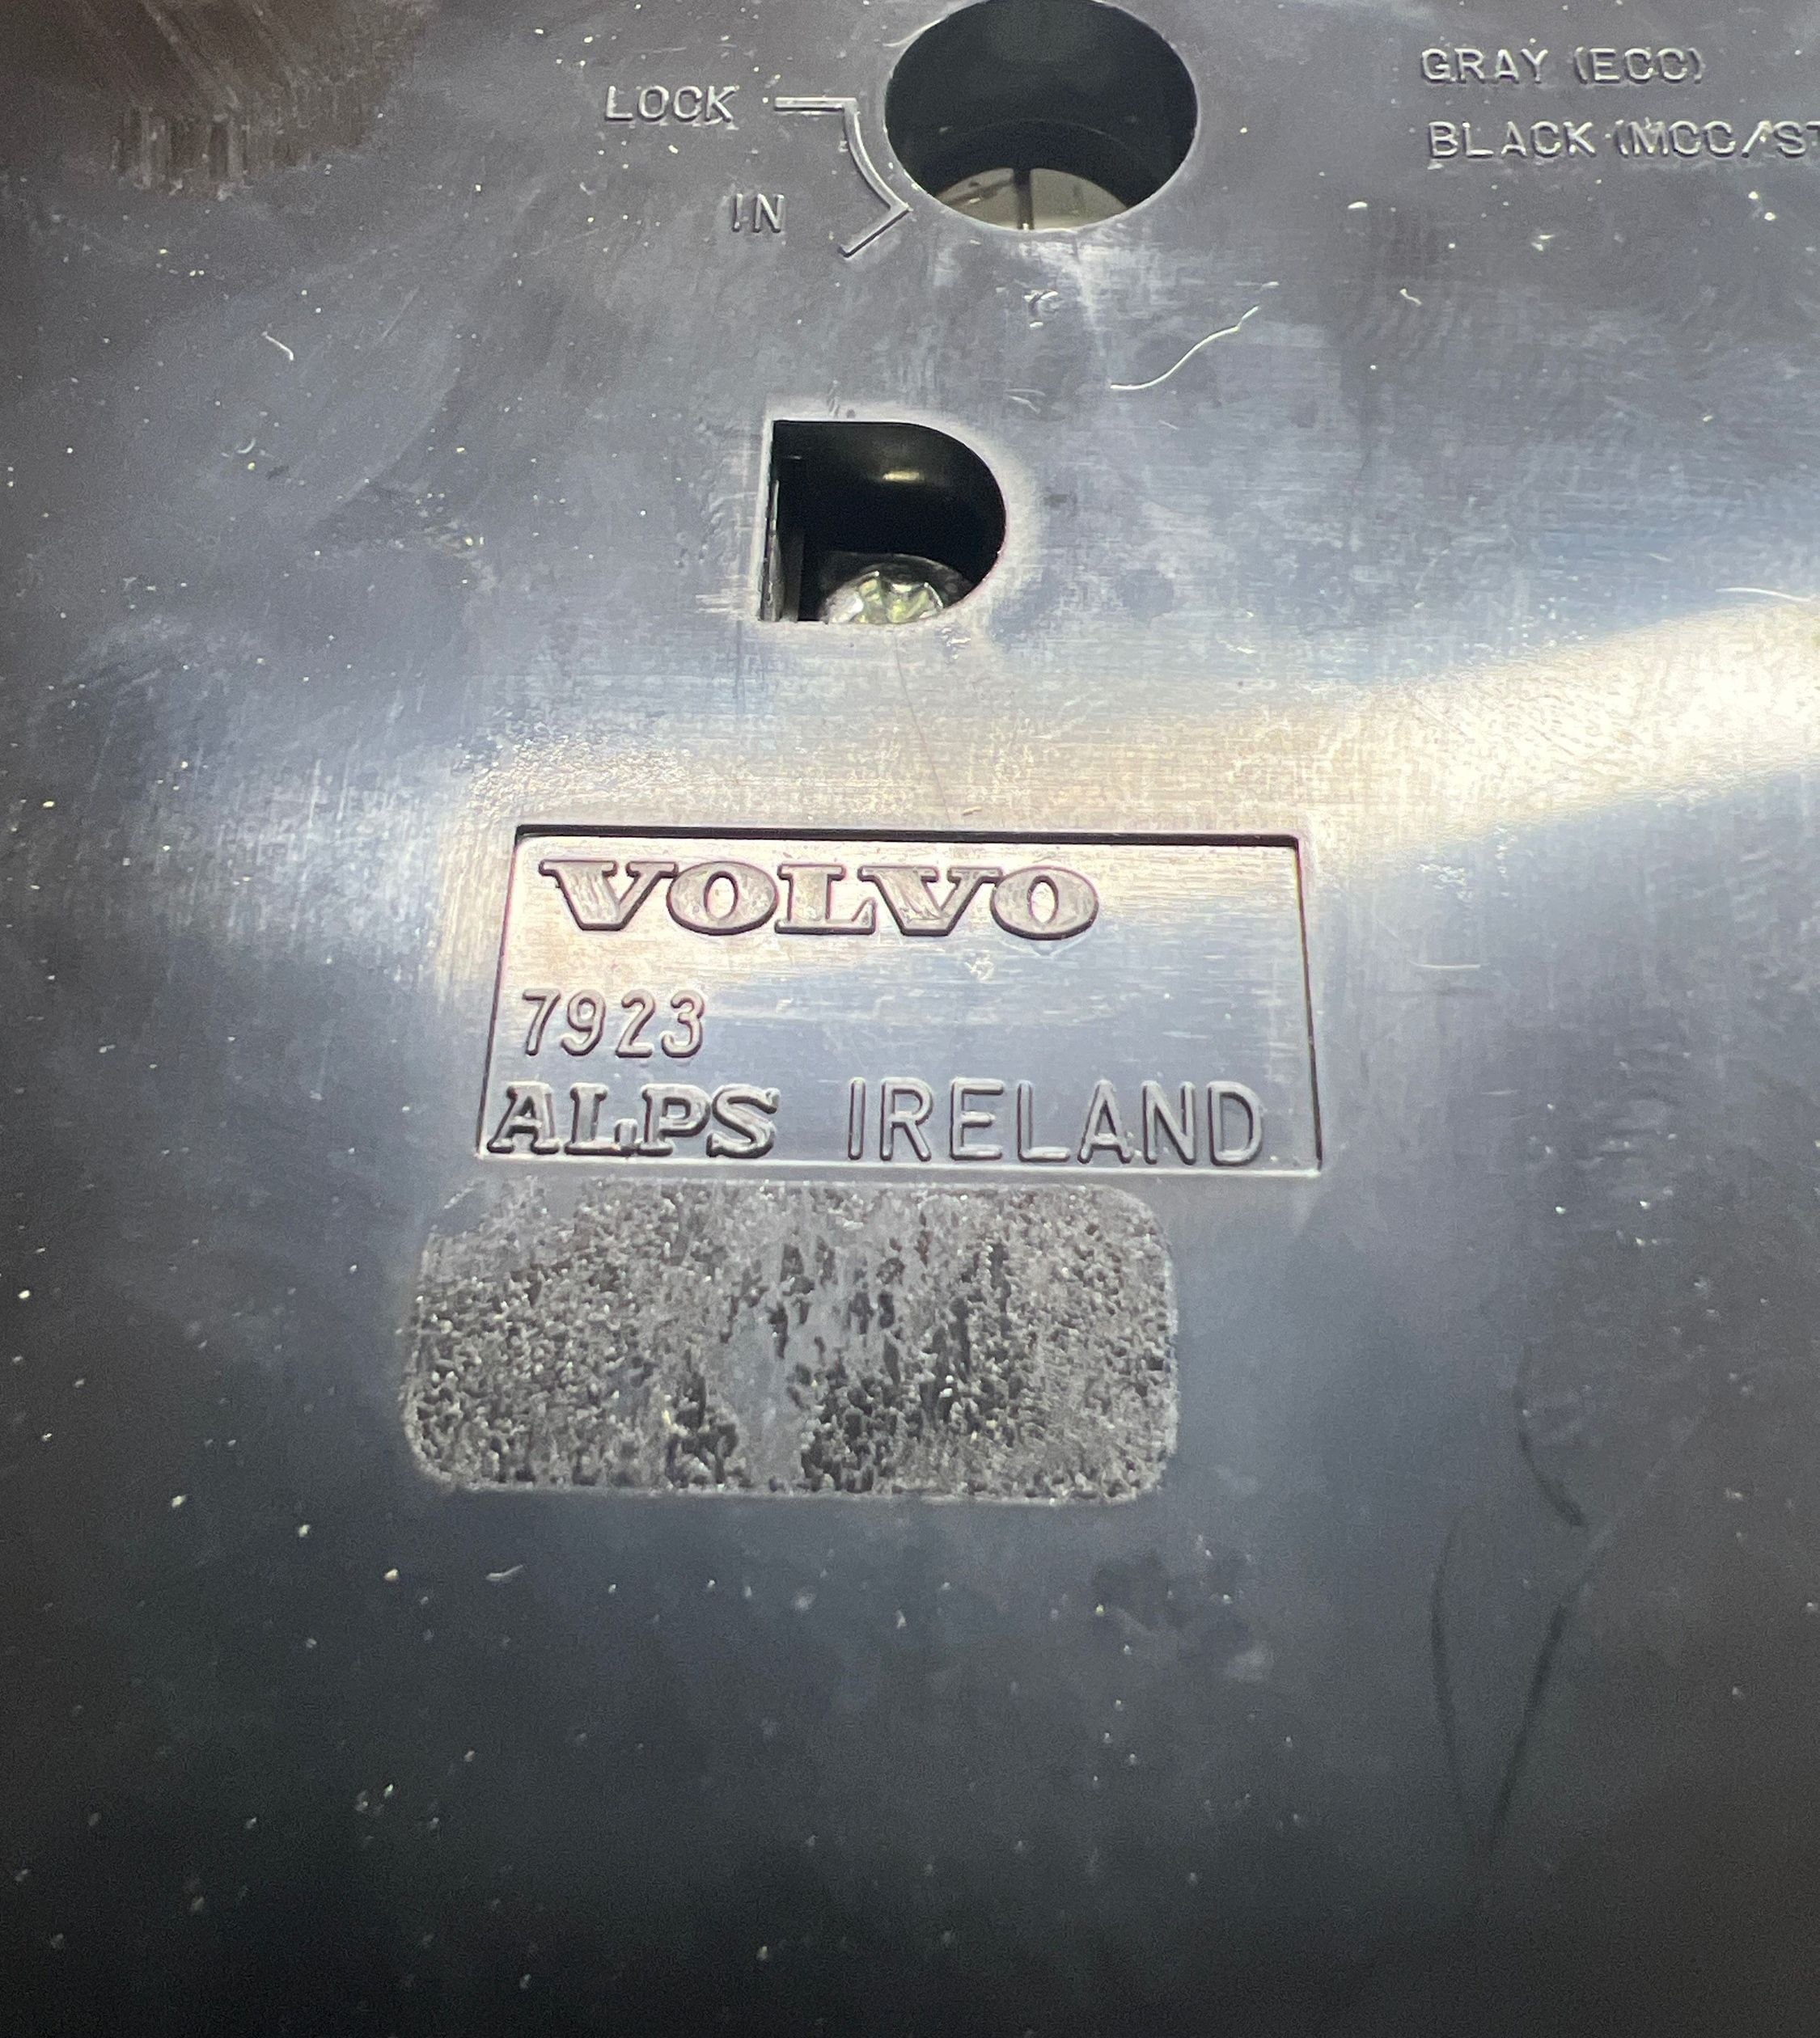 LOCK
IN
GRAY (ECC)
BLACK (MCC/ST
VOLVO
7923
ALPS IRELAND